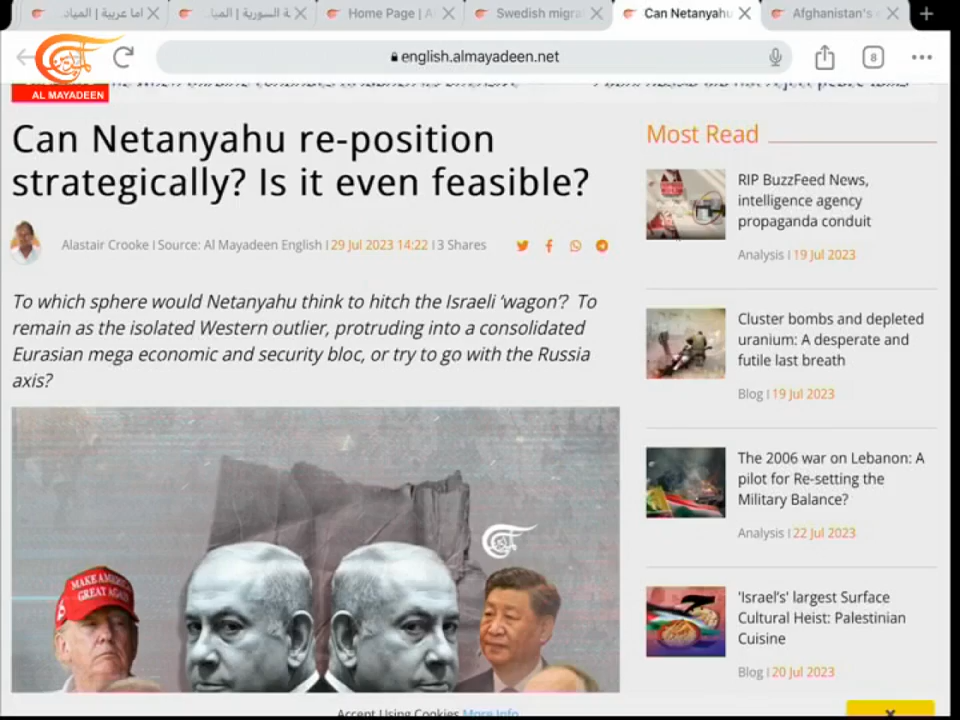 اما عربية | المياد...
ـة السورية | الميا...
Home Page | A
Swedish migra
Can Netanyahu
Afghanistan's e
english.almayadeen.net
8
AL MAYADEEN
Can Netanyahu re-position
strategically? Is it even feasible?
Alastair Crooke | Source: Al Mayadeen English | 29 Jul 2023 14:22 | 3 Shares
To which sphere would Netanyahu think to hitch the Israeli ‘wagon’? To
remain as the isolated Western outlier, protruding into a consolidated
Eurasian mega economic and security bloc, or try to go with the Russia
axis?
MAKE AMERICA
GREAT AGAIN
Most Read
RIP BuzzFeed News,
intelligence agency
propaganda conduit
Analysis | 19 Jul 2023
Cluster bombs and depleted
uranium: A desperate and
futile last breath
Blog | 19 Jul 2023
The 2006 war on Lebanon: A
pilot for Re-setting the
Military Balance?
Analysis | 22 Jul 2023
'Israel's' largest Surface
Cultural Heist: Palestinian
Cuisine
Blog | 20 Jul 2023
Accept Using Cookies More Info
x